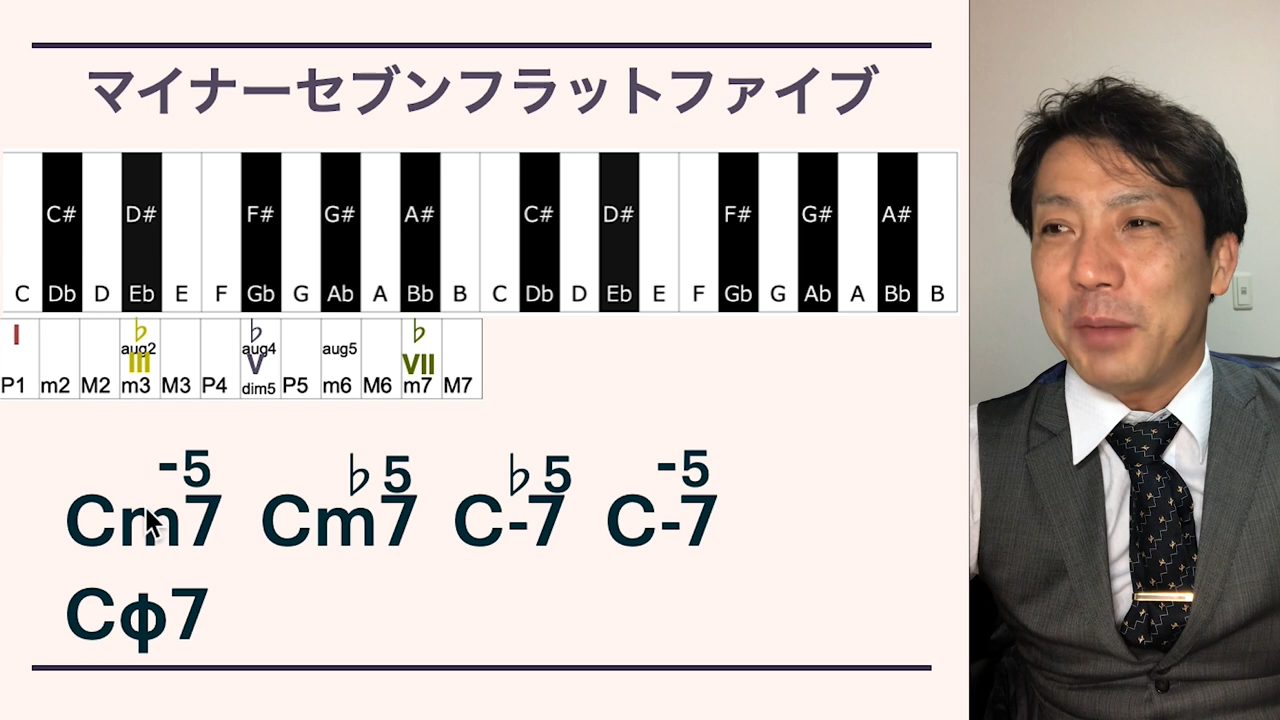 マイナーセブンフラットファイブ
C# D# F# G# A# C# D# F# G# A#
C Db D Eb E F Gb G Ab A Bb B C Db D Eb E F Gb G Ab A Bb B
I ♭ ♭ ♭
aug2 aug4 aug5
III V VII
P1 m2 M2 m3 M3 P4 dim5 P5 m6 M6 m7 M7
Cm7-5 Cm7♭5 C-7♭5 C-7-5
Cφ7